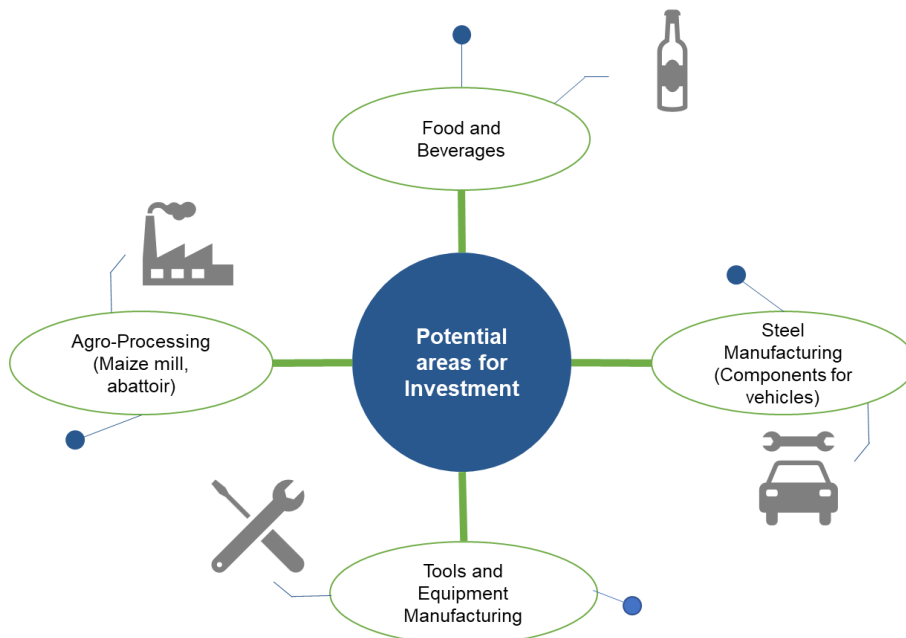 Food and
Beverages
Agro-Processing
(Maize mill,
abattoir)
Potential
areas for
Investment
Steel
Manufacturing
(Components for
vehicles)
Tools and
Equipment
Manufacturing